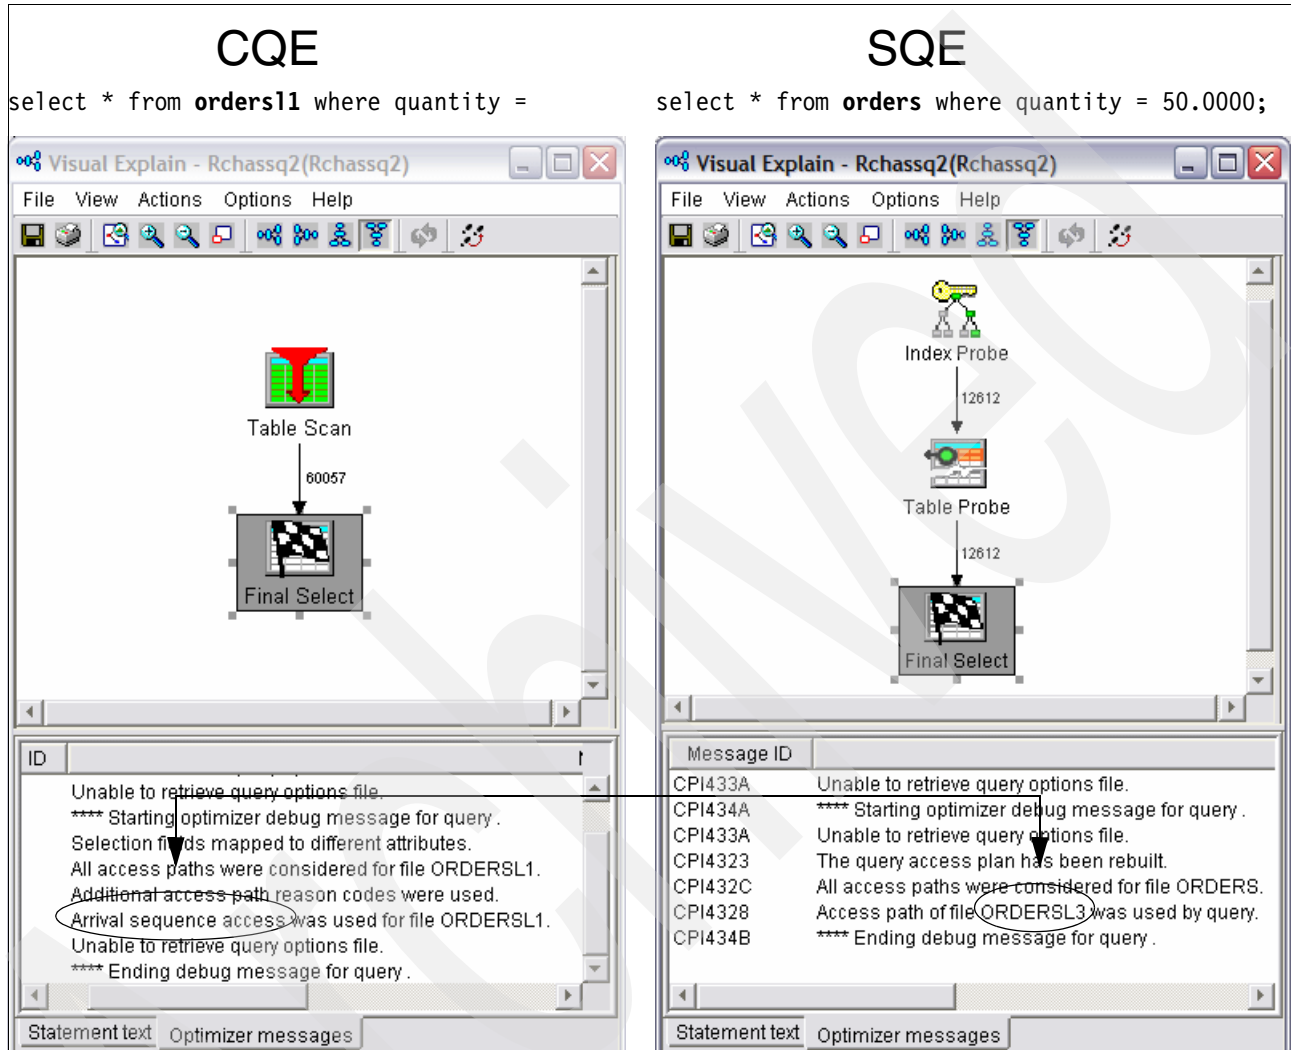 CQE
select * from ordersl1 where quantity =
Visual Explain - Rchassq2(Rchassq2)
File View Actions Options Help
Table Scan
60057
Final Select
ID
Unable to retrieve query options file.
**** Starting optimizer debug message for query .
Selection fields mapped to different attributes.
All access paths were considered for file ORDERSL1.
Additional access path reason codes were used.
Arrival sequence access was used for file ORDERSL1.
Unable to retrieve query options file.
**** Ending debug message for query .
Statement text Optimizer messages
SQE
select * from orders where quantity = 50.0000;
Visual Explain - Rchassq2(Rchassq2)
File View Actions Options Help
Index Probe
12612
Table Probe
12612
Final Select
Message ID
CPI433A Unable to retrieve query options file.
CPI434A **** Starting optimizer debug message for query .
CPI433A Unable to retrieve query options file.
CPI4323 The query access plan has been rebuilt.
CPI432C All access paths were considered for file ORDERS.
CPI4328 Access path of file ORDERSL3 was used by query.
CPI434B **** Ending debug message for query .
Statement text Optimizer messages